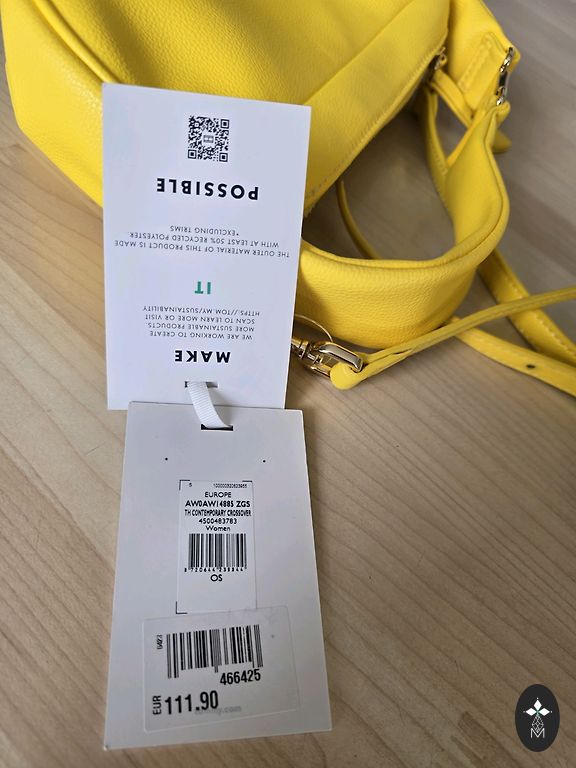 MAKE
WE ARE WORKING TO CREATE
MORE SUSTAINABLE PRODUCTS
SCAN TO LEARN MORE OR VISIT
HTTPS://TOM.MY/SUSTAINABILITY
IT
THE OUTER MATERIAL OF THIS PRODUCT IS MADE
WITH AT LEAST 50% RECYCLED POLYESTER
*EXCLUDING TRIMS
POSSIBLE
EUROPE
AW0AW14885 ZGS
TH CONTEMPORARY CROSSOVER
4500483783
Women
OS
0423
466425
EUR 111.90